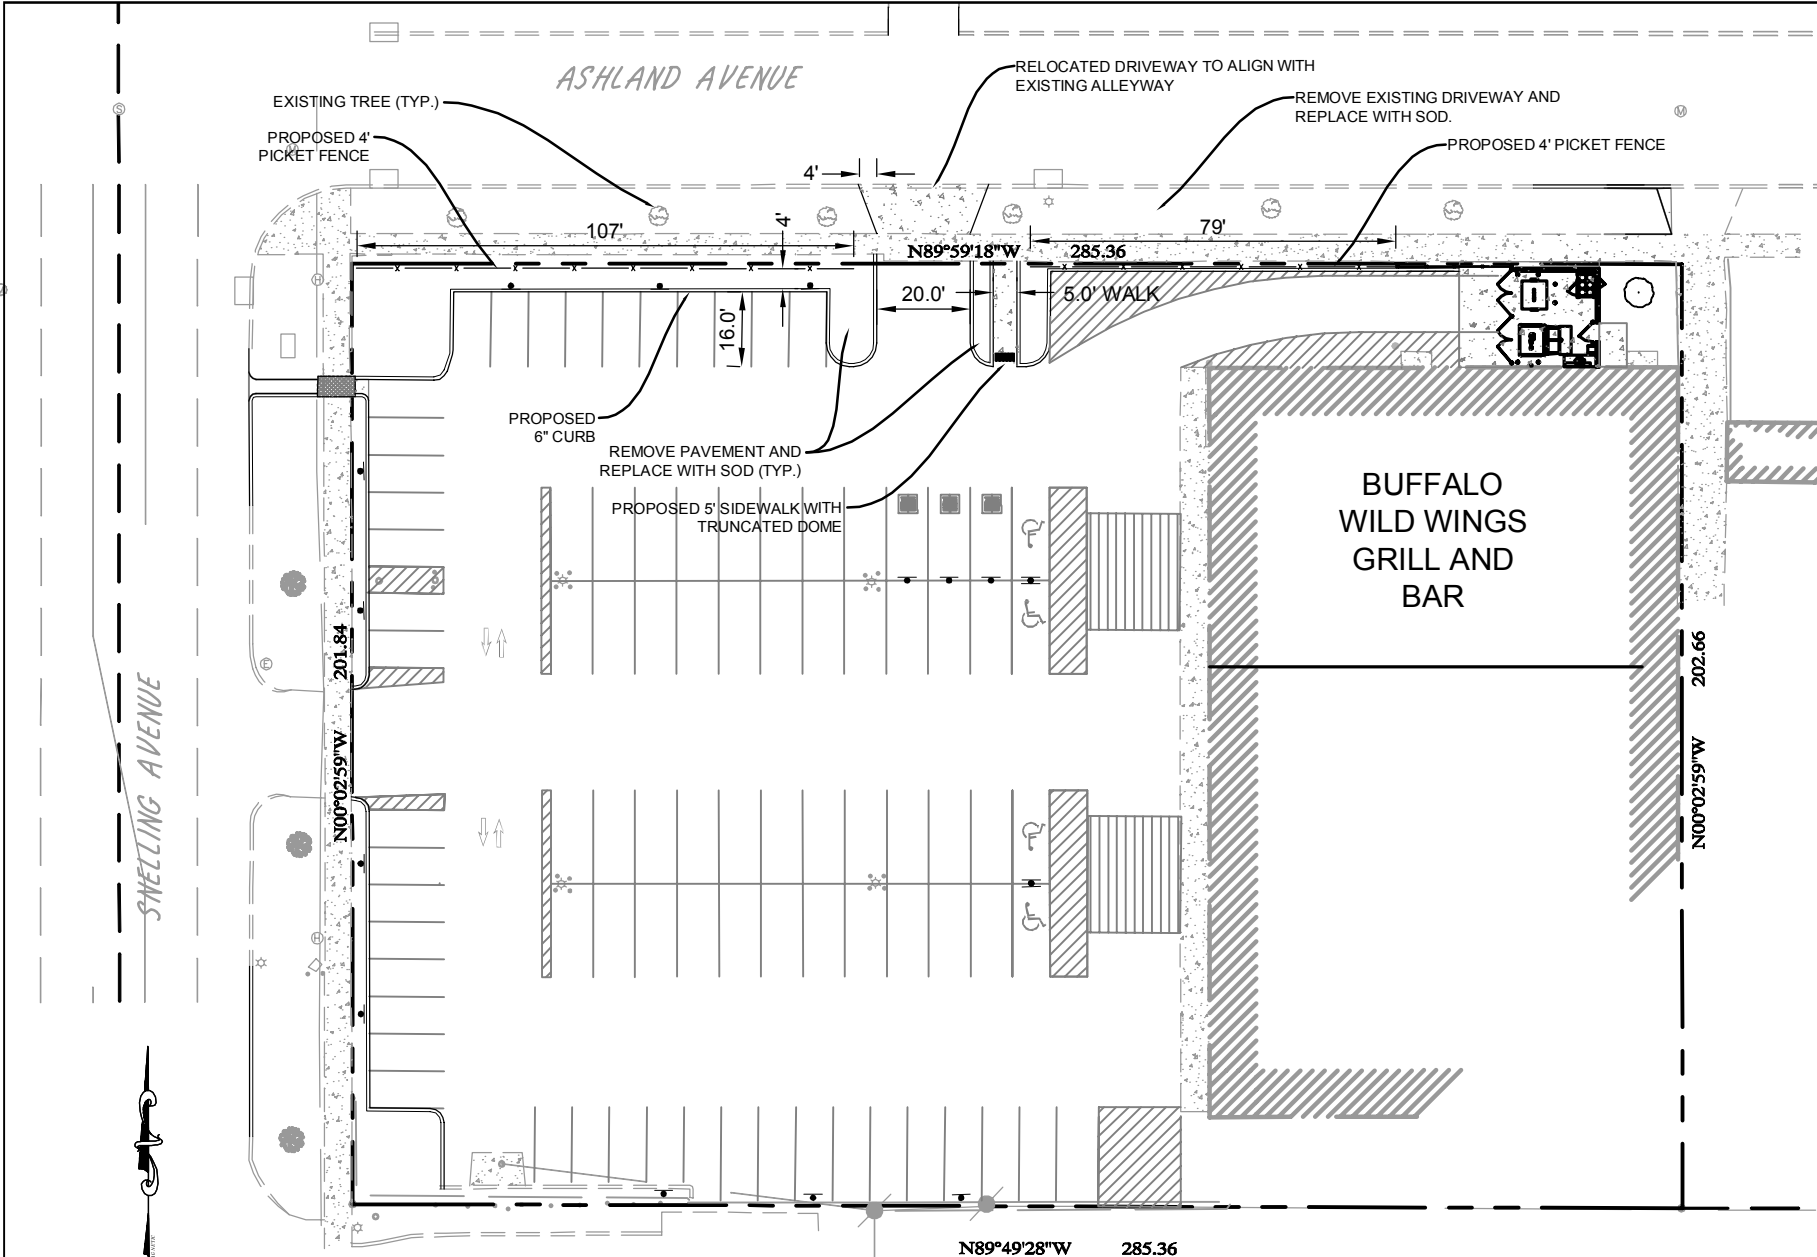 ASHLAND AVENUE
RELOCATED DRIVEWAY TO ALIGN WITH
EXISTING ALLEYWAY
EXISTING TREE (TYP.)
REMOVE EXISTING DRIVEWAY AND
REPLACE WITH SOD.
S
M
M
PROPOSED 4'
PICKET FENCE
PROPOSED 4' PICKET FENCE
4'
4'
107'
79'
N89°59'18"W
285.36
H
20.0'
5.0' WALK
16.0'
PROPOSED
6" CURB
REMOVE PAVEMENT AND
REPLACE WITH SOD (TYP.)
PROPOSED 5' SIDEWALK WITH
TRUNCATED DOME
BUFFALO
WILD WINGS
GRILL AND
BAR
E
N00°02'59"W 201.84
N00°02'59"W 202.66
SNELLING AVENUE
H
N89°49'28"W
285.36